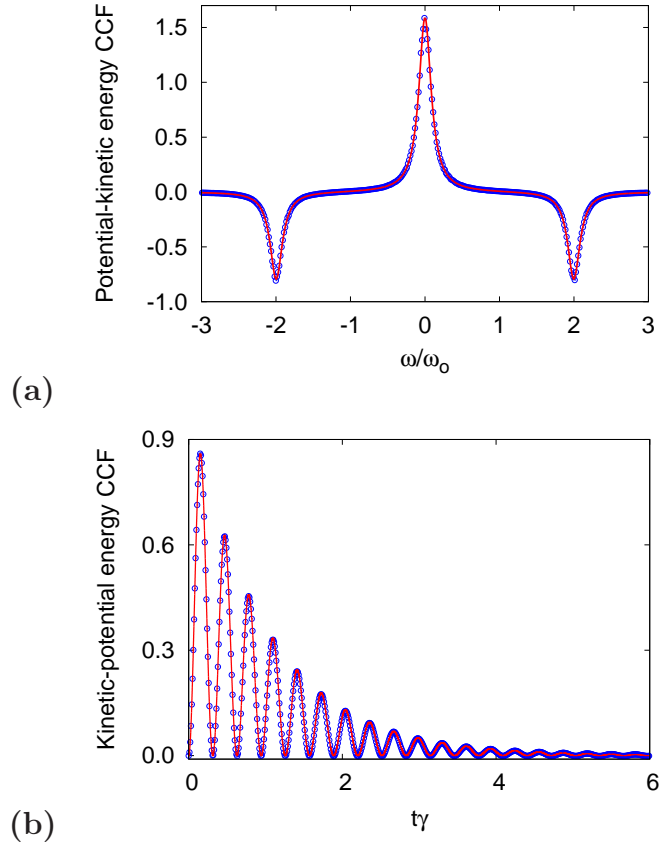 Potential-kinetic energy CCF
1.5
1.0
0.5
0.0
-0.5
-1.0
-3 -2 -1 0 1 2 3
ω/ωo
(a)
Kinetic-potential energy CCF
0.9
0.6
0.3
0.0
0 2 4 6
tγ
(b)